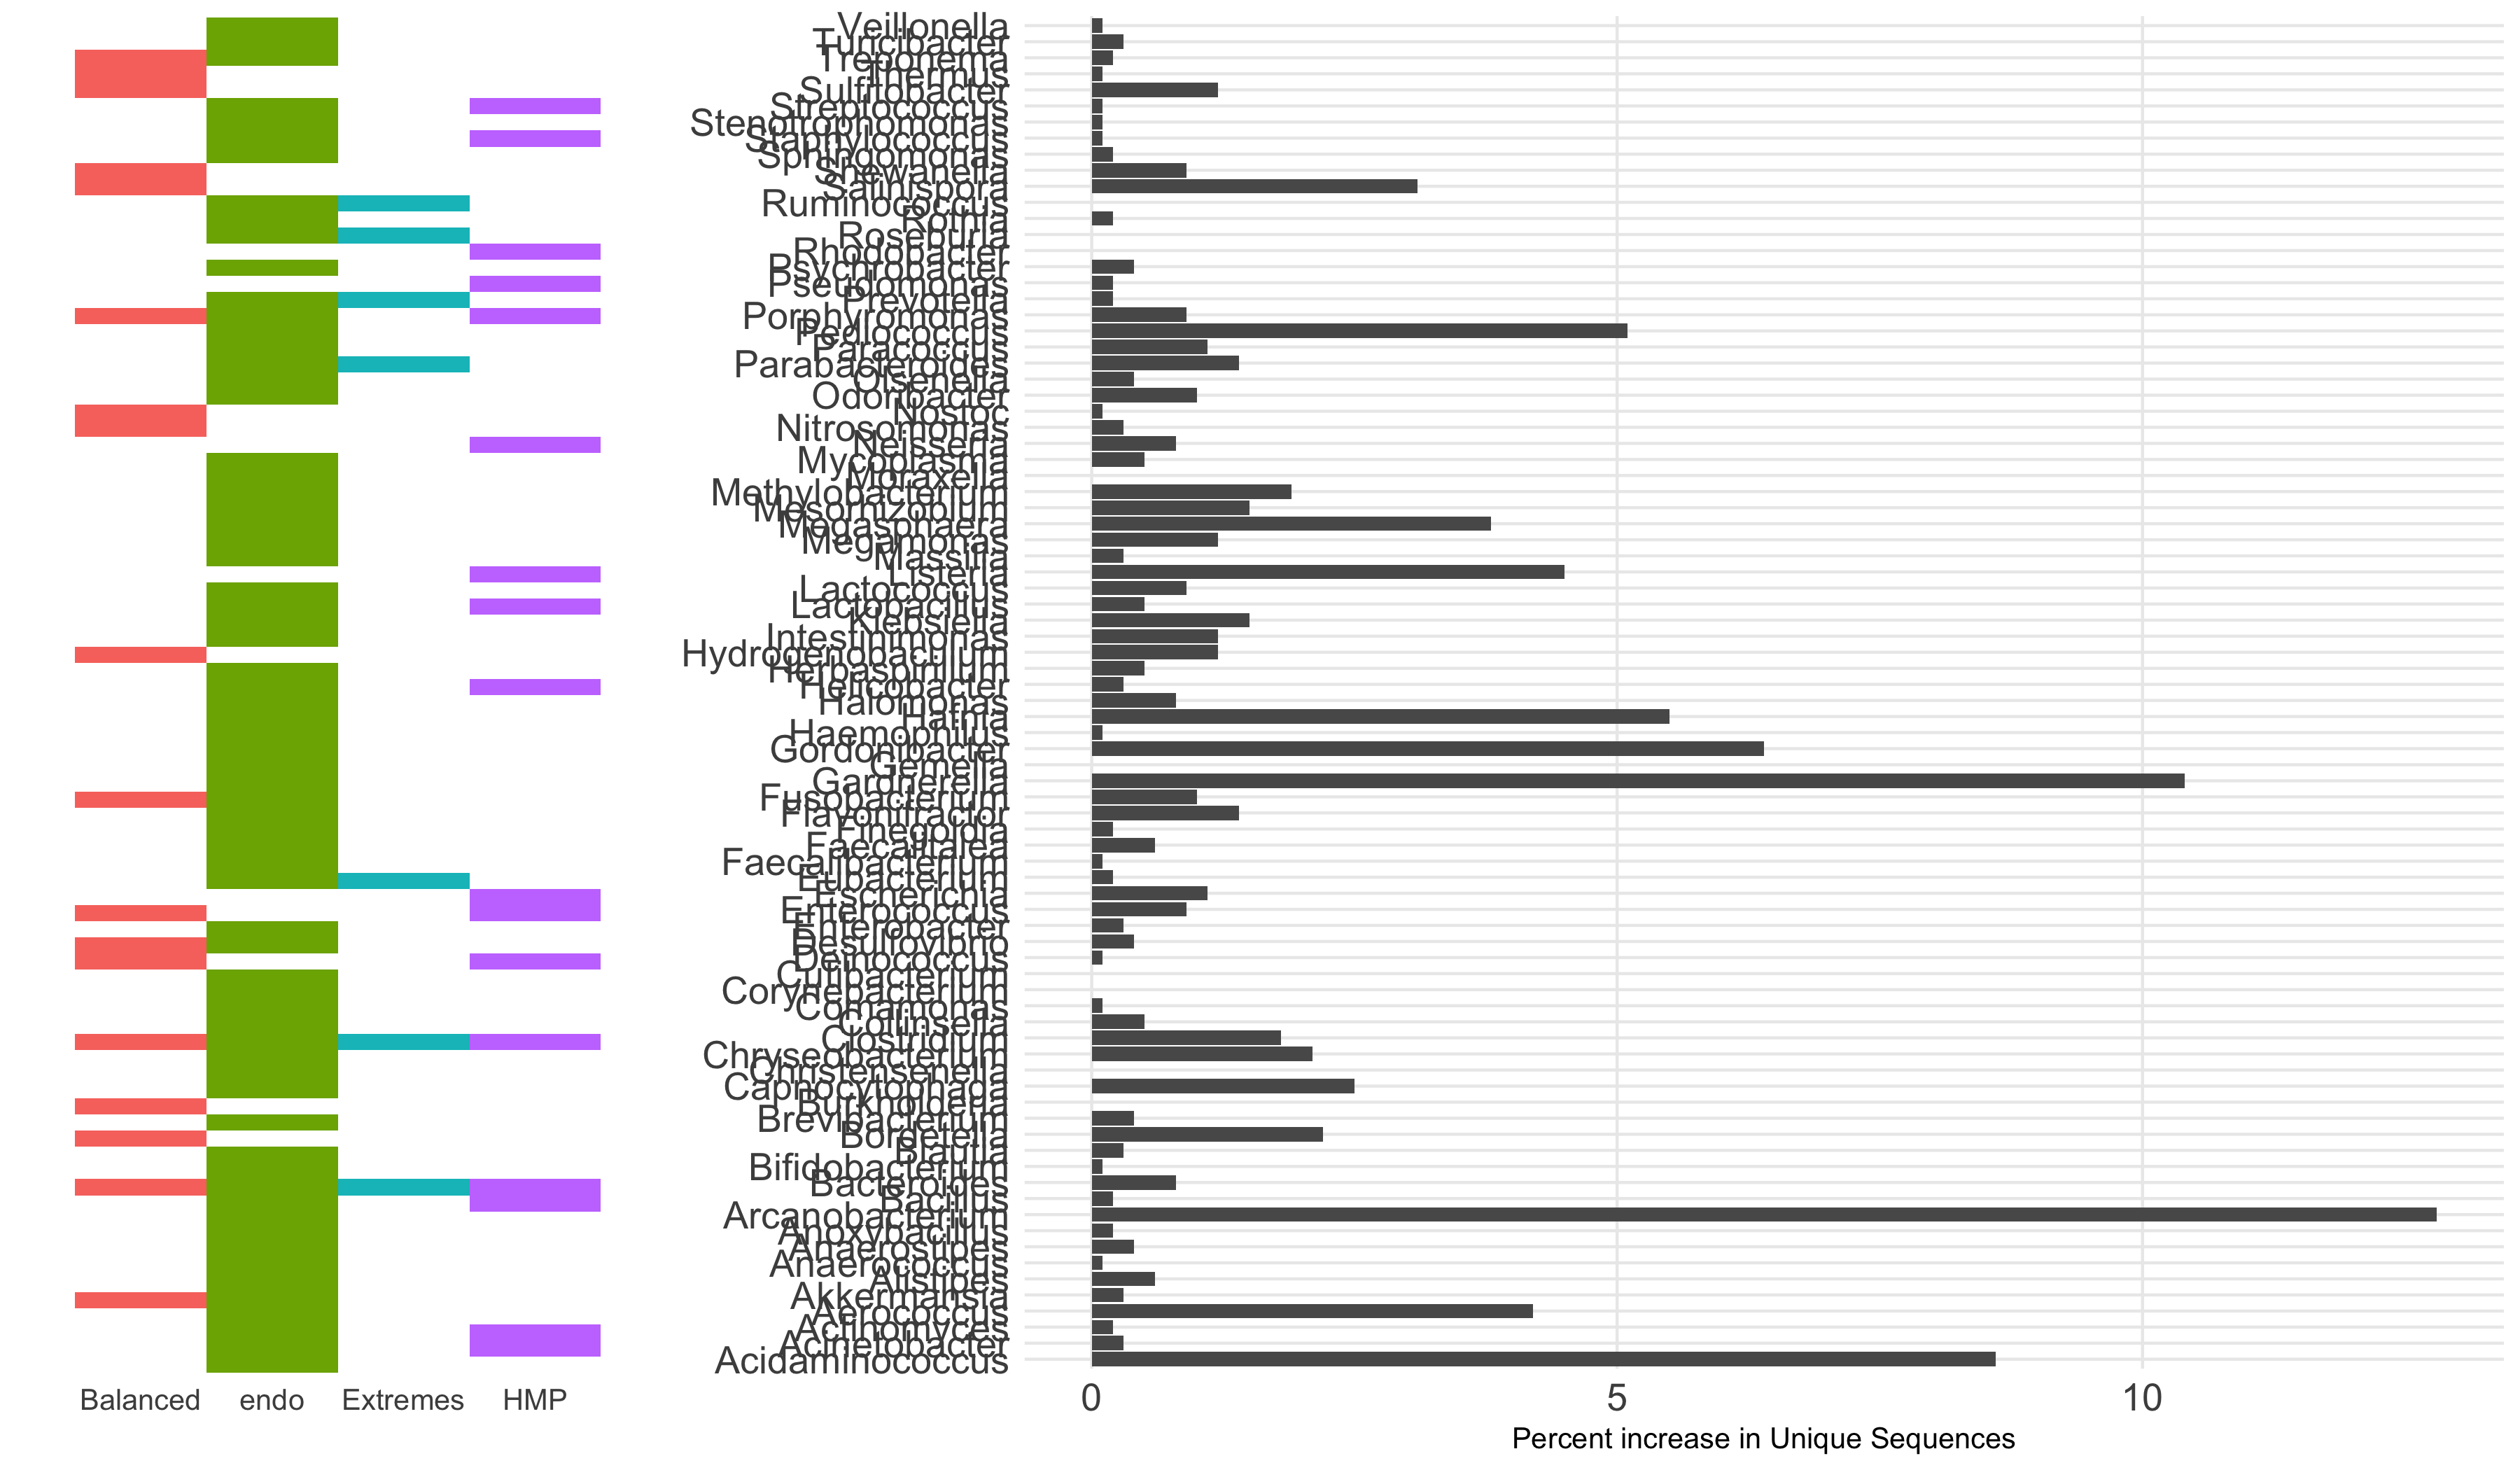 Veillonella
Turicibacter
Treponema
Thermus
Sulfitobacter
Streptococcus
Stenotrophomonas
Staphylococcus
Sphingomonas
Shewanella
Salinispora
Ruminococcus
Rothia
Roseburia
Rhodobacter
Psychrobacter
Pseudomonas
Prevotella
Porphyromonas
Pediococcus
Paracoccus
Parabacteroides
Olsenella
Odoribacter
Nostoc
Nitrosomonas
Neisseria
Mycoplasma
Moraxella
Methylobacterium
Mesorhizobium
Megasphaera
Megamonas
Massilia
Listeria
Lactococcus
Lactobacillus
Klebsiella
Intestinimonas
Hydrogenobaculum
Herbaspirillum
Helicobacter
Halomonas
Hafnia
Haemophilus
Gordonibacter
Gemella
Gardnerella
Fusobacterium
Flavonifractor
Finegoldia
Faecalitalea
Faecalibacterium
Eubacterium
Escherichia
Enterococcus
Enterobacter
Desulfovibrio
Deinococcus
Cutibacterium
Corynebacterium
Comamonas
Collinsella
Clostridium
Chryseobacterium
Christensenella
Capnocytophaga
Burkholderia
Brevibacterium
Bordetella
Blautia
Bifidobacterium
Bacteroides
Bacillus
Arcanobacterium
Anoxybacillus
Anaerostipes
Anaerococcus
Alistipes
Akkermansia
Aerococcus
Actinomyces
Acinetobacter
Acidaminococcus
Balanced endo Extremes HMP
0 5 10
Percent increase in Unique Sequences